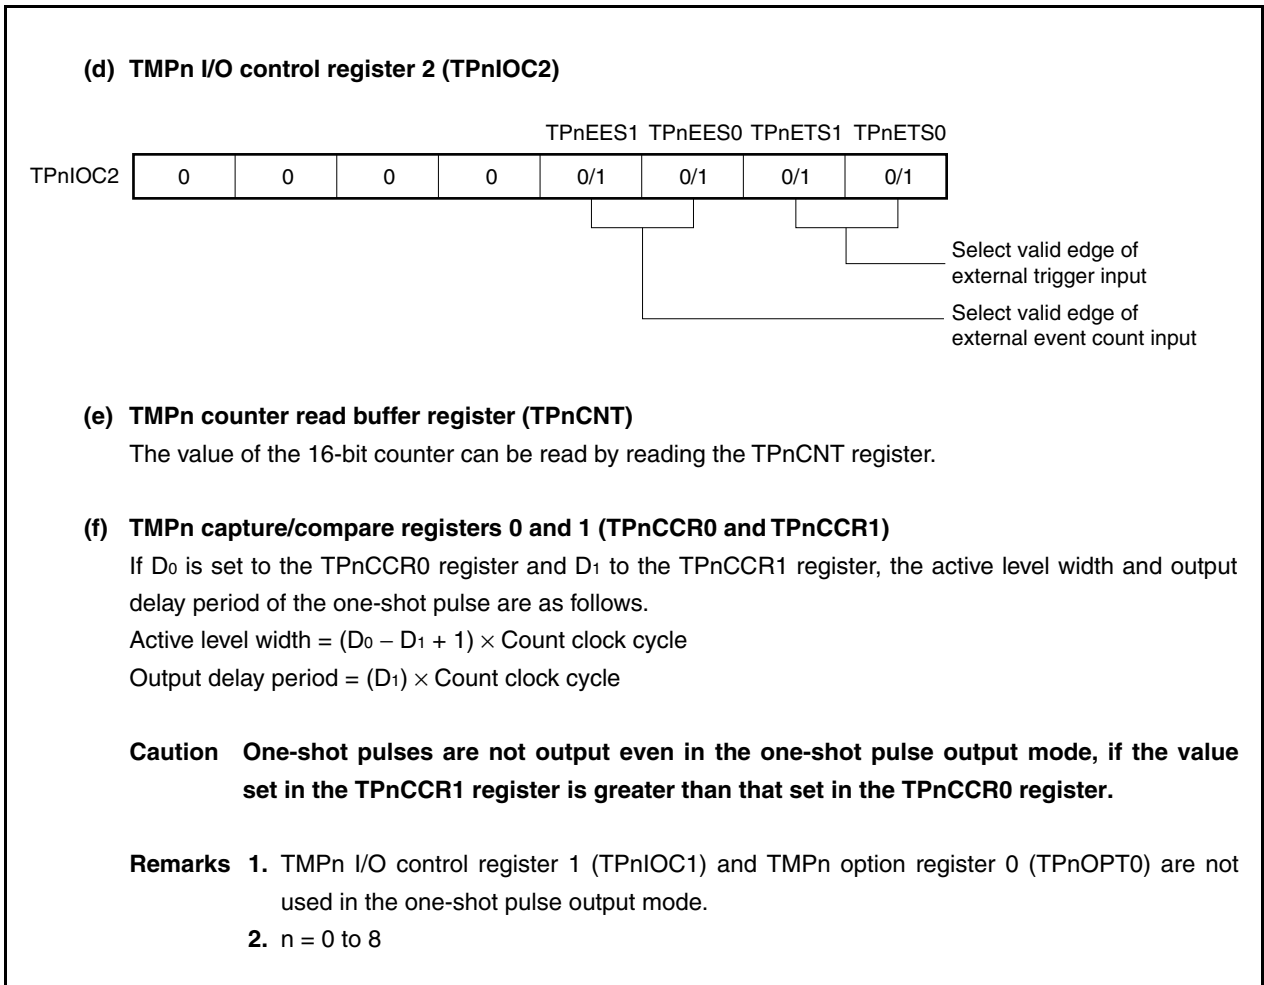 (d) TMPn I/O control register 2 (TPnIOC2)
TPnEES1 TPnEES0 TPnETS1 TPnETS0
TPnIOC2 0 0 0 0 0/1 0/1 0/1 0/1
Select valid edge of
external trigger input
Select valid edge of
external event count input
(e) TMPn counter read buffer register (TPnCNT)
The value of the 16-bit counter can be read by reading the TPnCNT register.
(f) TMPn capture/compare registers 0 and 1 (TPnCCR0 and TPnCCR1)
If D0 is set to the TPnCCR0 register and D1 to the TPnCCR1 register, the active level width and output
delay period of the one-shot pulse are as follows.
Active level width = (D0 − D1 + 1) × Count clock cycle
Output delay period = (D1) × Count clock cycle
Caution One-shot pulses are not output even in the one-shot pulse output mode, if the value
set in the TPnCCR1 register is greater than that set in the TPnCCR0 register.
Remarks 1. TMPn I/O control register 1 (TPnIOC1) and TMPn option register 0 (TPnOPT0) are not
used in the one-shot pulse output mode.
2. n = 0 to 8